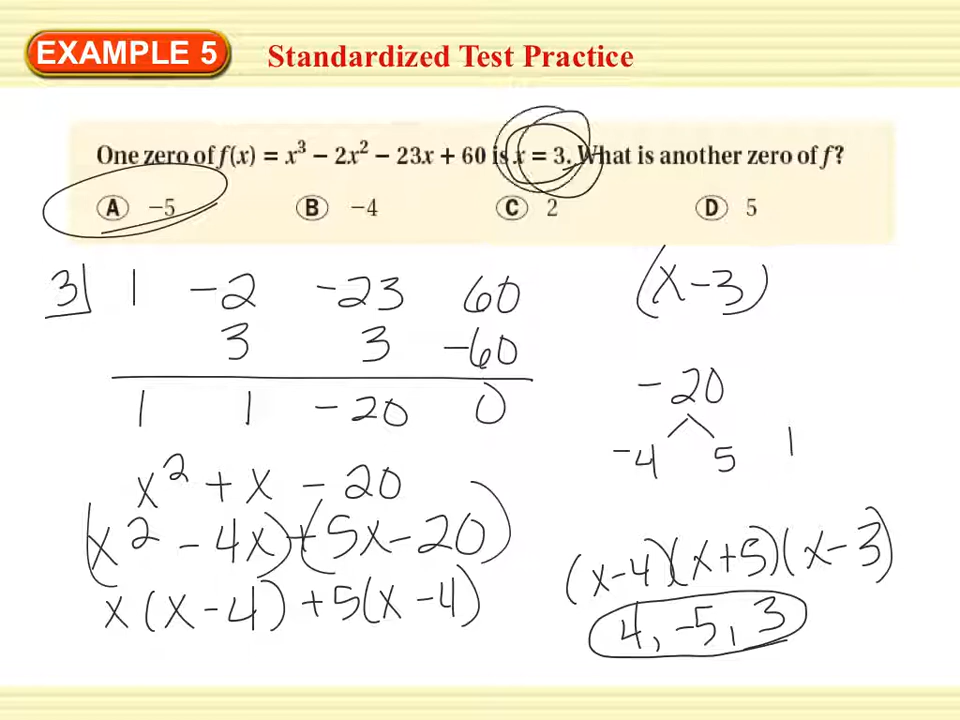 EXAMPLE 5 Standardized Test Practice
One zero of f(x) = x³ − 2x² − 23x + 60 is x = 3. What is another zero of f?
A −5 B −4 C 2 D 5
3 1 -2 -23 60 (x-3)
3 3 -60
1 1 -20 0
-20
-4 5 1
x² + x - 20
(x² - 4x)+(5x-20)
x(x-4)+5(x-4)
(x-4)(x+5)(x-3)
4, -5, 3